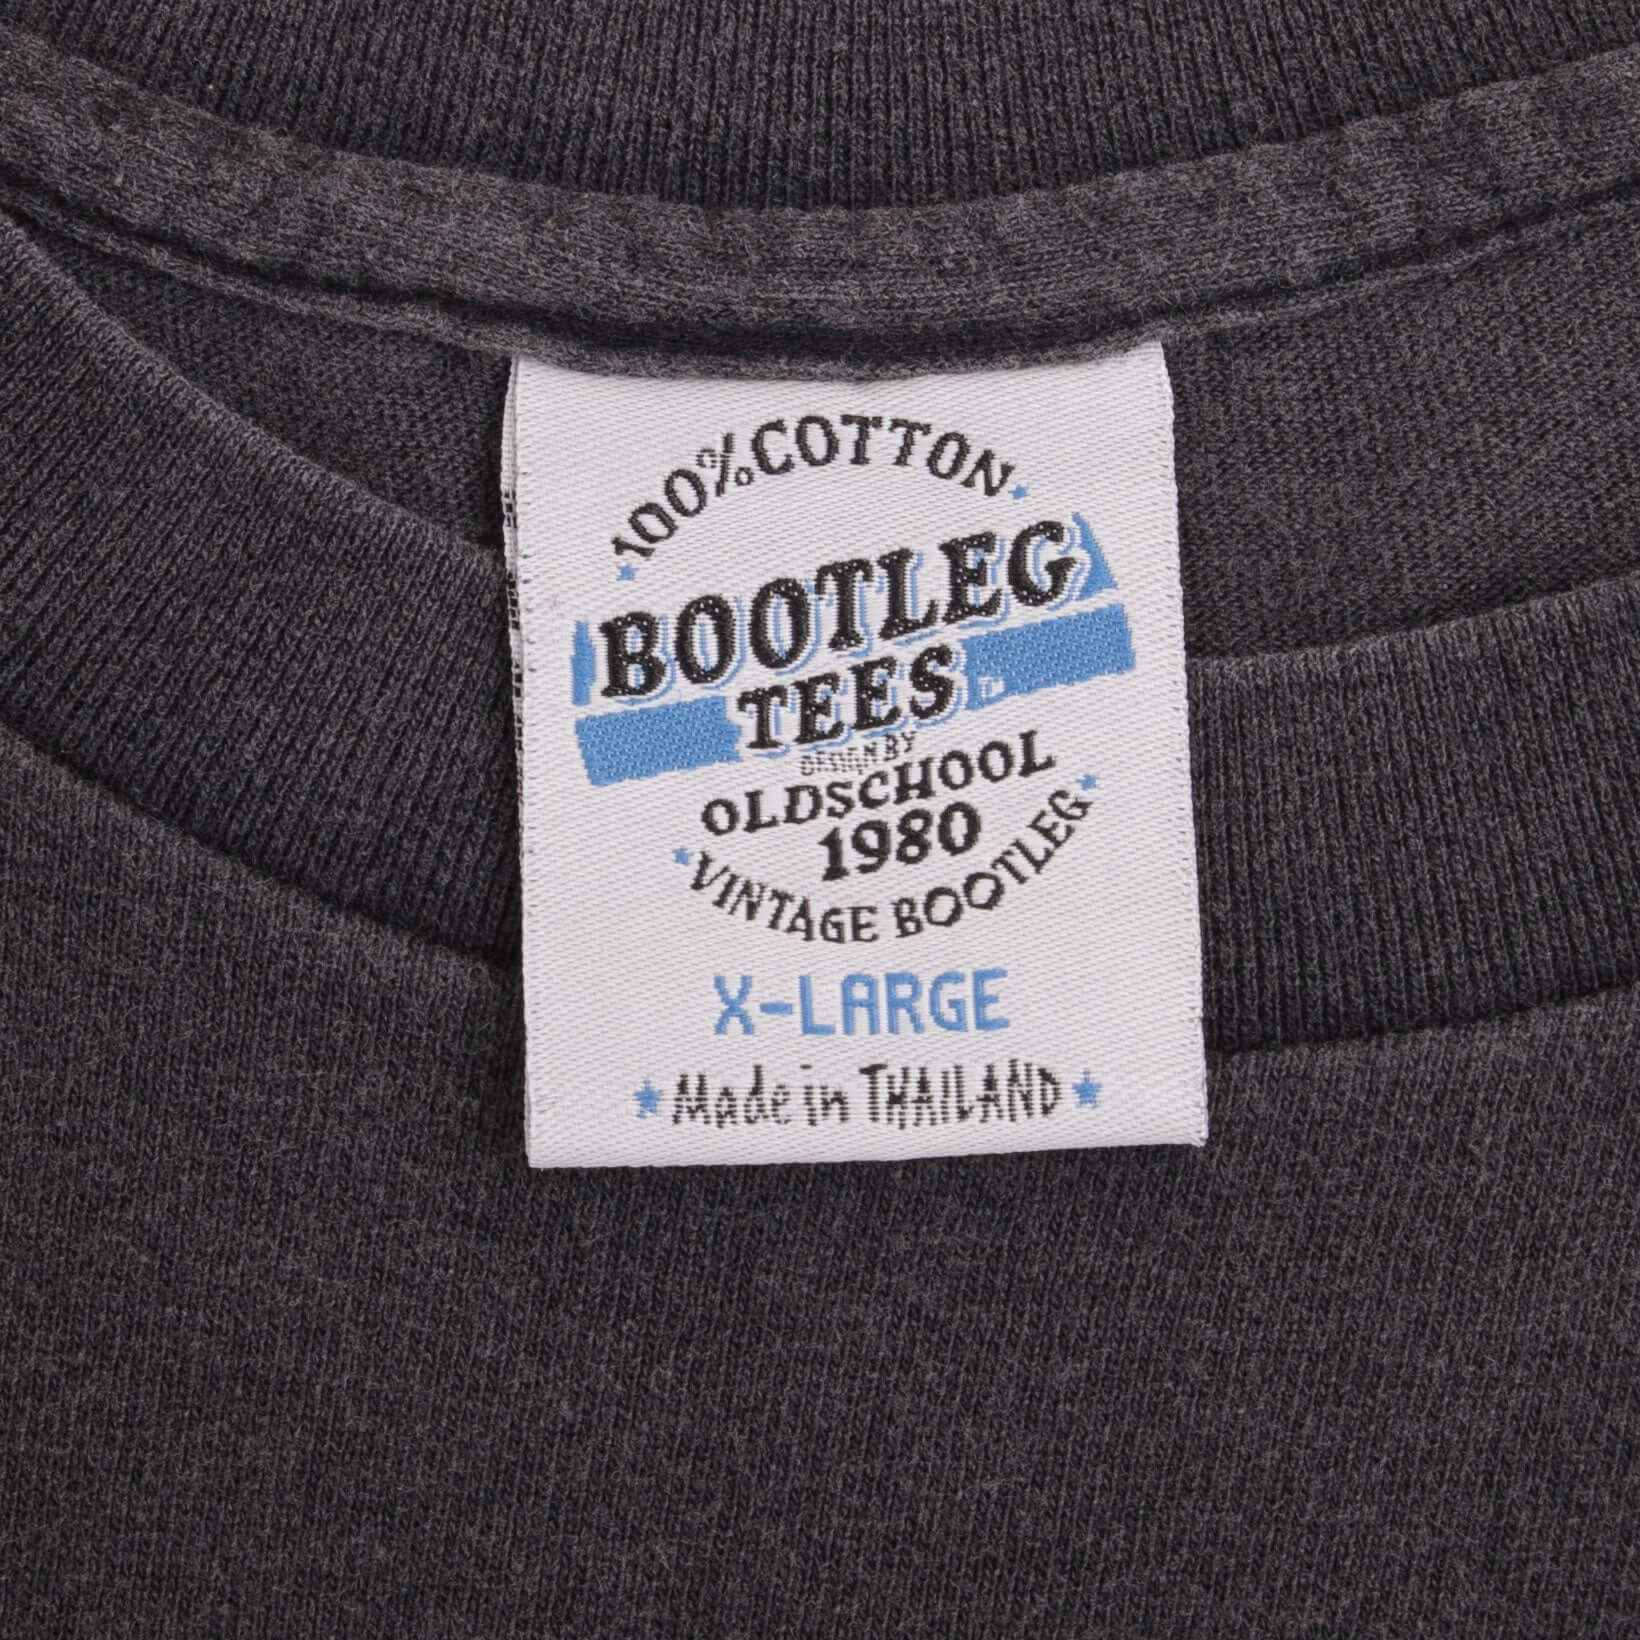 100% COTTON
BOOTLEG
TEES
DESIGN BY
OLDSCHOOL
1980
VINTAGE BOOTLEG
X-LARGE
Made in THAILAND